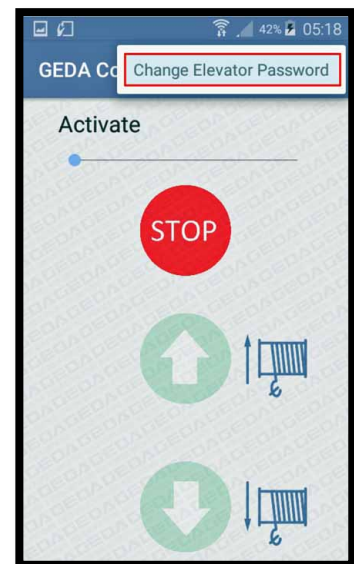 42% 05:18
GEDA Co
Change Elevator Password
Activate
STOP